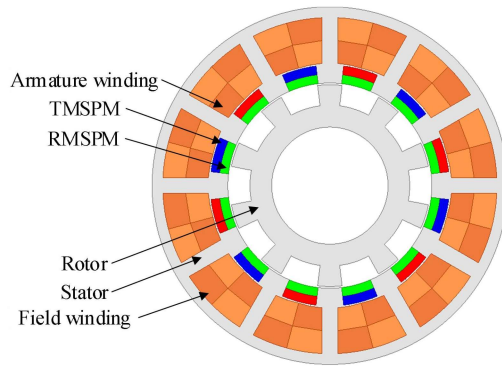 Armature winding
TMSPM
RMSPM
Rotor
Stator
Field winding